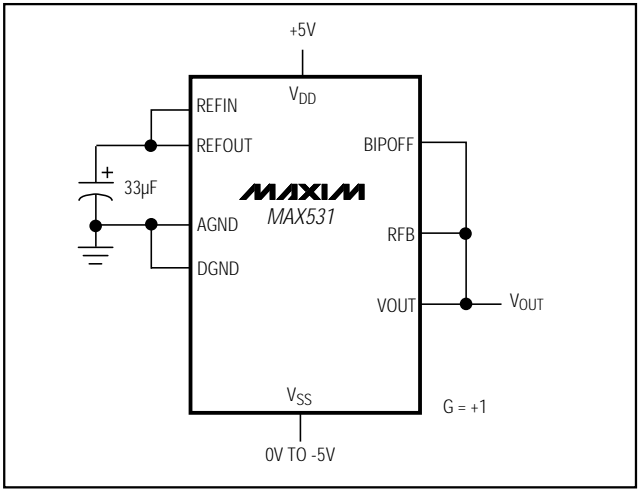 +5V
VDD
REFIN
REFOUT
BIPOFF
+
33µF
MAXIM
MAX531
AGND
RFB
DGND
VOUT
VOUT
VSS
G = +1
0V TO -5V